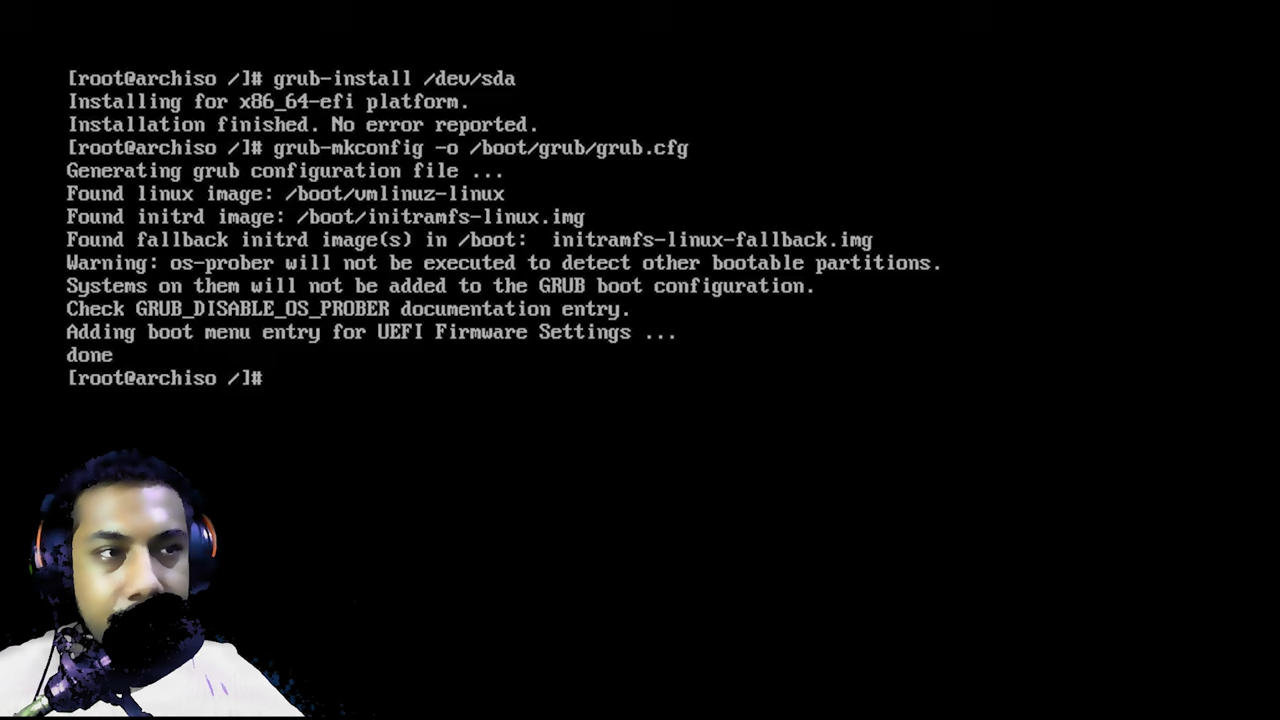 [root@archiso /]# grub-install /dev/sda
Installing for x86_64-efi platform.
Installation finished. No error reported.
[root@archiso /]# grub-mkconfig -o /boot/grub/grub.cfg
Generating grub configuration file ...
Found linux image: /boot/vmlinuz-linux
Found initrd image: /boot/initramfs-linux.img
Found fallback initrd image(s) in /boot:  initramfs-linux-fallback.img
Warning: os-prober will not be executed to detect other bootable partitions.
Systems on them will not be added to the GRUB boot configuration.
Check GRUB_DISABLE_OS_PROBER documentation entry.
Adding boot menu entry for UEFI Firmware Settings ...
done
[root@archiso /]#